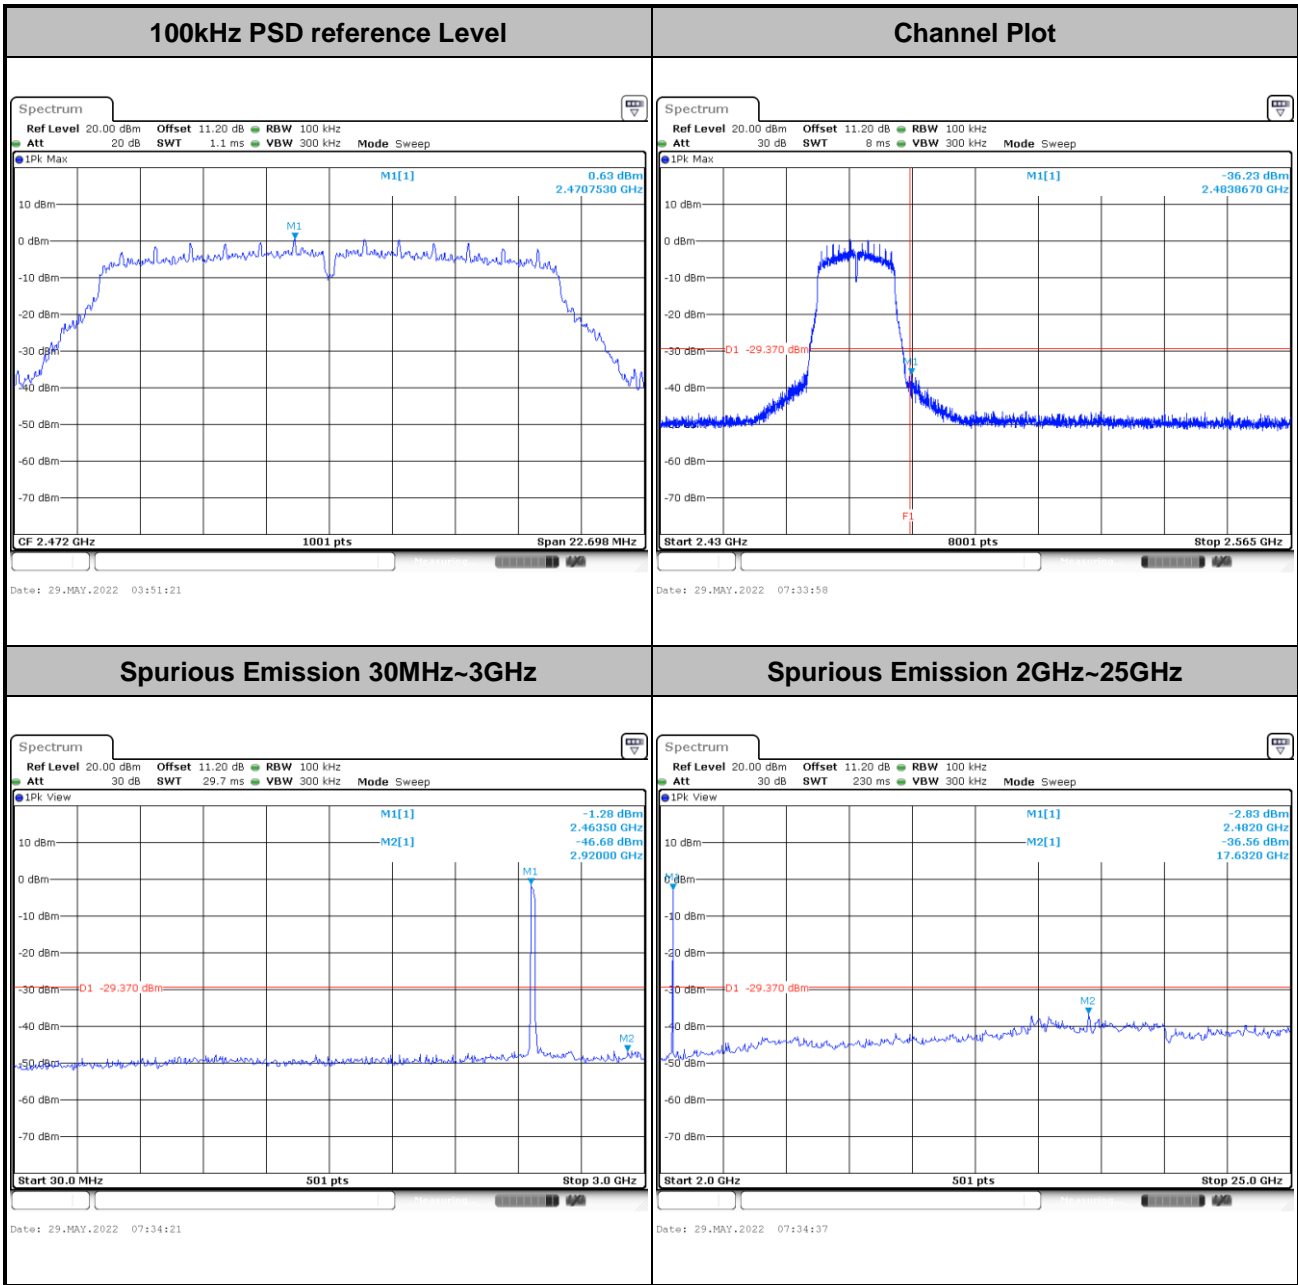 100kHz PSD reference Level
Spectrum
Ref Level 20.00 dBm Offset 11.20 dB RBW 100 kHz
Att 20 dB SWT 1.1 ms VBW 300 kHz Mode Sweep
1Pk Max
M1[1] 0.63 dBm
2.4707530 GHz
10 dBm
M1
0 dBm
-10 dBm
-20 dBm
-30 dBm
-40 dBm
-50 dBm
-60 dBm
-70 dBm
CF 2.472 GHz 1001 pts Span 22.698 MHz
Measuring...
Date: 29.MAY.2022 03:51:21
Channel Plot
Spectrum
Ref Level 20.00 dBm Offset 11.20 dB RBW 100 kHz
Att 30 dB SWT 8 ms VBW 300 kHz Mode Sweep
1Pk Max
M1[1] -36.23 dBm
2.4838670 GHz
10 dBm
0 dBm
-10 dBm
-20 dBm
-30 dBm
D1 -29.370 dBm
M1
-40 dBm
-50 dBm
-60 dBm
-70 dBm
F1
Start 2.43 GHz 8001 pts Stop 2.565 GHz
Measuring...
Date: 29.MAY.2022 07:33:58
Spurious Emission 30MHz~3GHz
Spectrum
Ref Level 20.00 dBm Offset 11.20 dB RBW 100 kHz
Att 30 dB SWT 29.7 ms VBW 300 kHz Mode Sweep
1Pk View
M1[1] -1.28 dBm
2.46350 GHz
M2[1] -46.68 dBm
2.92000 GHz
10 dBm
M1
0 dBm
-10 dBm
-20 dBm
-30 dBm
D1 -29.370 dBm
-40 dBm
M2
-50 dBm
-60 dBm
-70 dBm
Start 30.0 MHz 501 pts Stop 3.0 GHz
Measuring...
Date: 29.MAY.2022 07:34:21
Spurious Emission 2GHz~25GHz
Spectrum
Ref Level 20.00 dBm Offset 11.20 dB RBW 100 kHz
Att 30 dB SWT 230 ms VBW 300 kHz Mode Sweep
1Pk View
M1[1] -2.83 dBm
2.4820 GHz
M2[1] -36.56 dBm
17.6320 GHz
10 dBm
M1
0 dBm
-10 dBm
-20 dBm
-30 dBm
D1 -29.370 dBm
M2
-40 dBm
-50 dBm
-60 dBm
-70 dBm
Start 2.0 GHz 501 pts Stop 25.0 GHz
Measuring...
Date: 29.MAY.2022 07:34:37